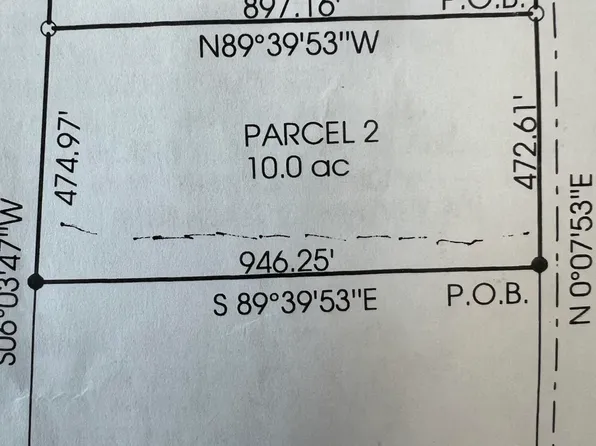 897.16'
P.O.B.
N89°39'53"W
474.97'
PARCEL 2
10.0 ac
472.61'
S06°03'47"W
946.25'
S 89°39'53"E
P.O.B.
N 0°07'53"E